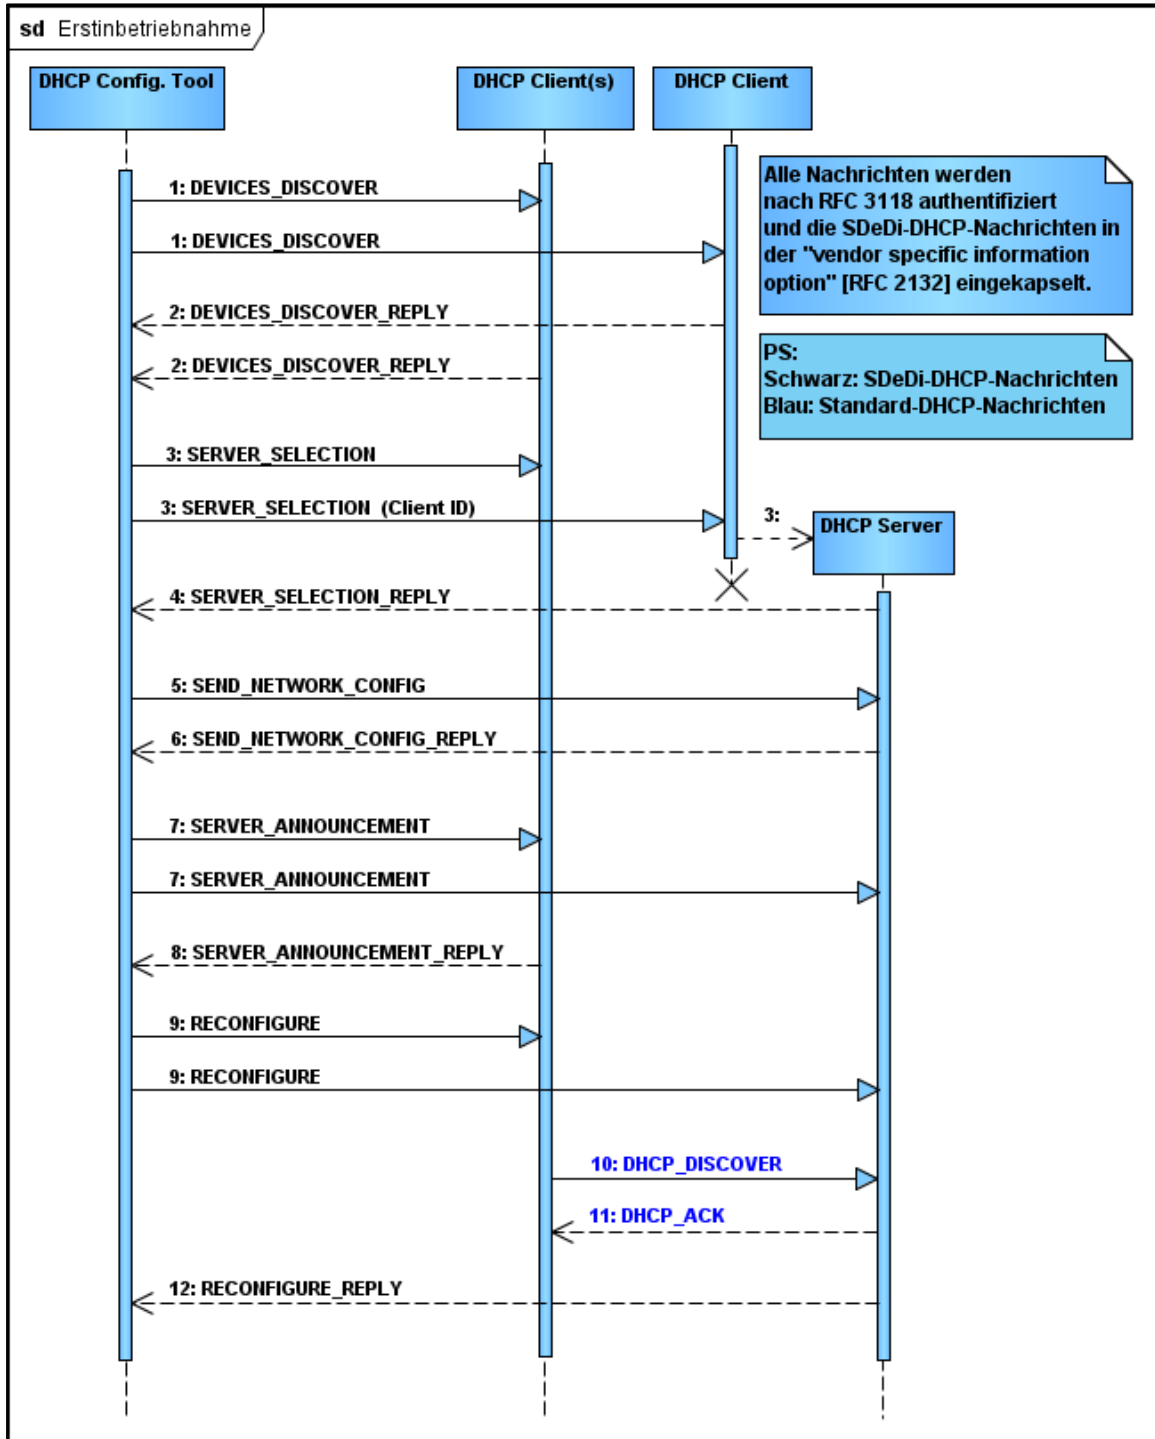 sd Erstinbetriebnahme
DHCP Config. Tool
DHCP Client(s)
DHCP Client
Alle Nachrichten werden
nach RFC 3118 authentifiziert
und die SDeDi-DHCP-Nachrichten in
der "vendor specific information
option" [RFC 2132] eingekapselt.
1: DEVICES_DISCOVER
1: DEVICES_DISCOVER
2: DEVICES_DISCOVER_REPLY
2: DEVICES_DISCOVER_REPLY
PS:
Schwarz: SDeDi-DHCP-Nachrichten
Blau: Standard-DHCP-Nachrichten
3: SERVER_SELECTION
3: SERVER_SELECTION (Client ID)
3:
DHCP Server
4: SERVER_SELECTION_REPLY
5: SEND_NETWORK_CONFIG
6: SEND_NETWORK_CONFIG_REPLY
7: SERVER_ANNOUNCEMENT
7: SERVER_ANNOUNCEMENT
8: SERVER_ANNOUNCEMENT_REPLY
9: RECONFIGURE
9: RECONFIGURE
10: DHCP_DISCOVER
11: DHCP_ACK
12: RECONFIGURE_REPLY